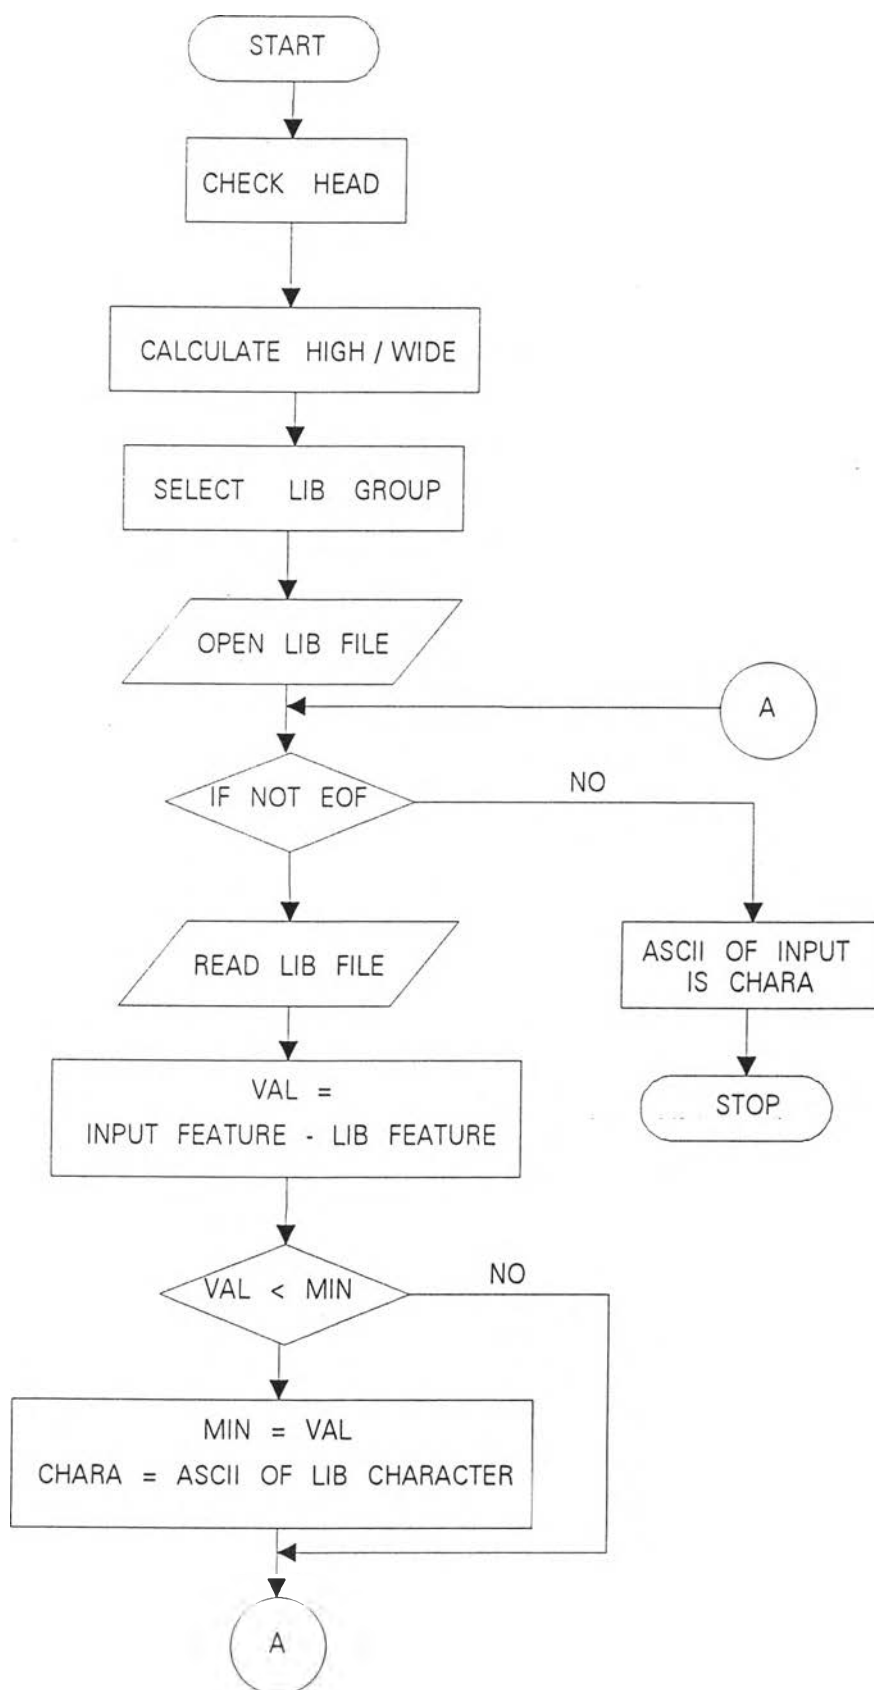 START
CHECK HEAD
CALCULATE HIGH / WIDE
SELECT LIB GROUP
OPEN LIB FILE
A
IF NOT EOF
NO
READ LIB FILE
ASCII OF INPUT
IS CHARA
VAL =
INPUT FEATURE - LIB FEATURE
STOP
VAL < MIN
NO
MIN = VAL
CHARA = ASCII OF LIB CHARACTER
A